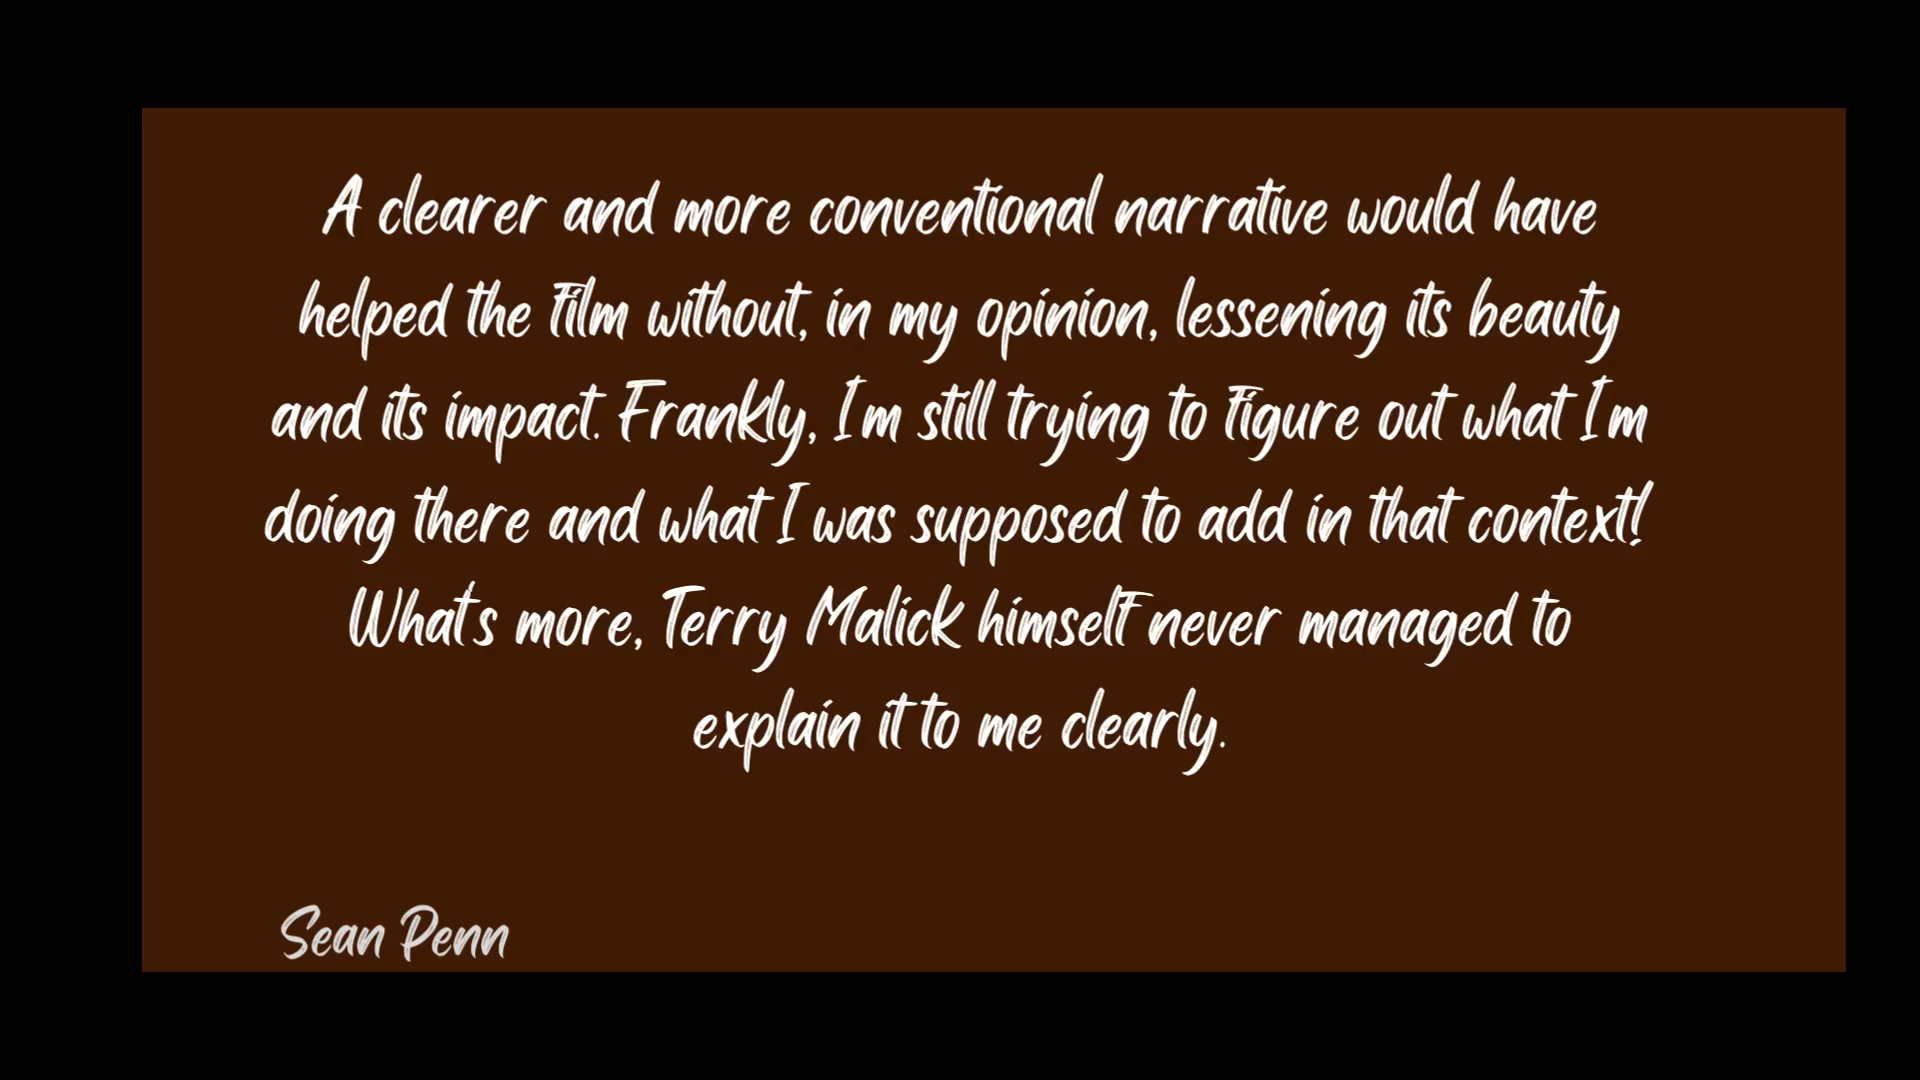 A clearer and more conventional narrative would have
helped the film without, in my opinion, lessening its beauty
and its impact. Frankly, I'm still trying to figure out what I'm
doing there and what I was supposed to add in that context!
What's more, Terry Malick himself never managed to
explain it to me clearly.
Sean Penn